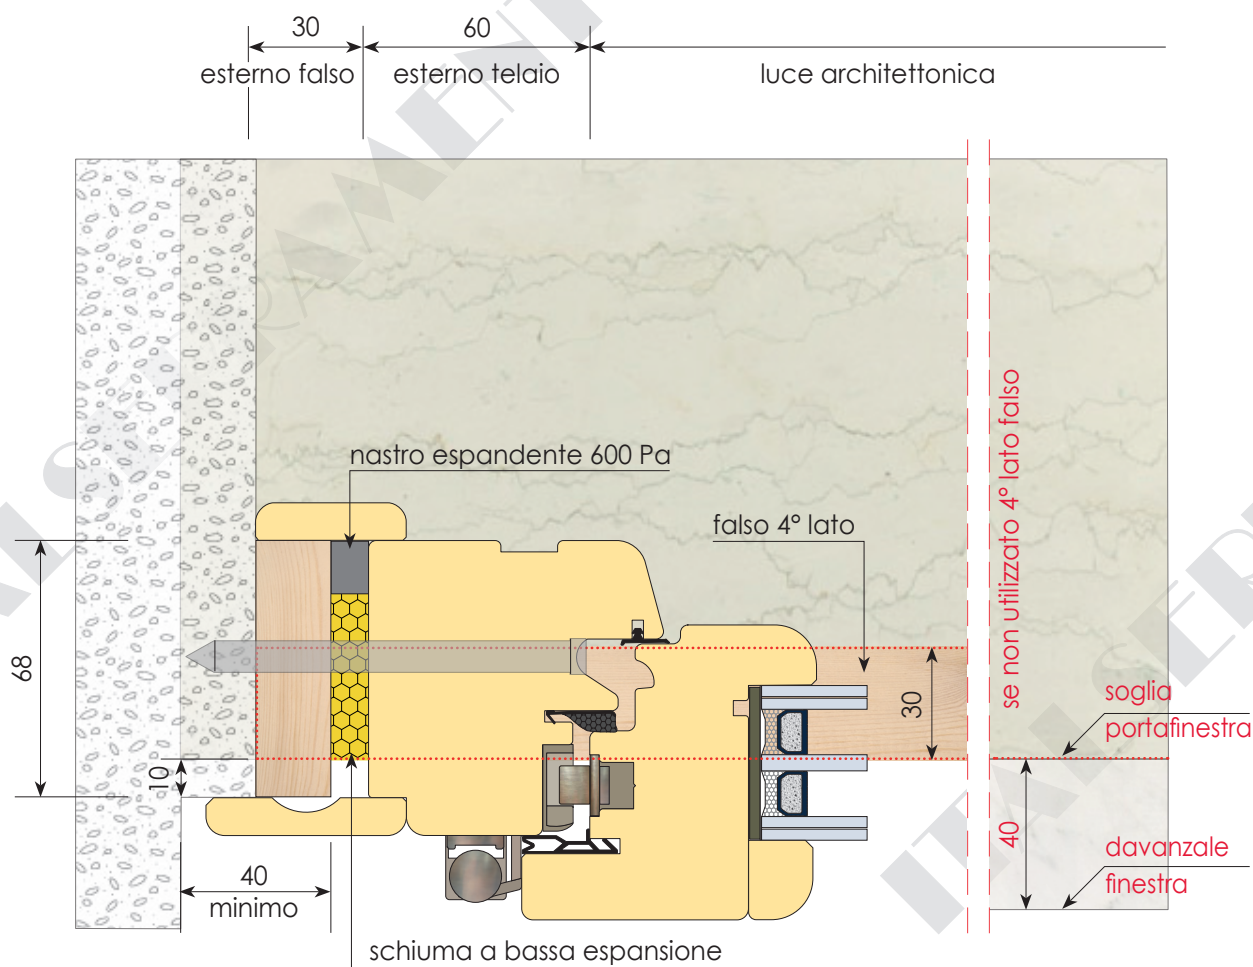 30
60
esterno falso
esterno telaio
luce architettonica
nastro espandente 600 Pa
falso 4° lato
se non utilizzato 4° lato falso
68
30
soglia
portafinestra
10
40
davanzale
finestra
40
minimo
schiuma a bassa espansione